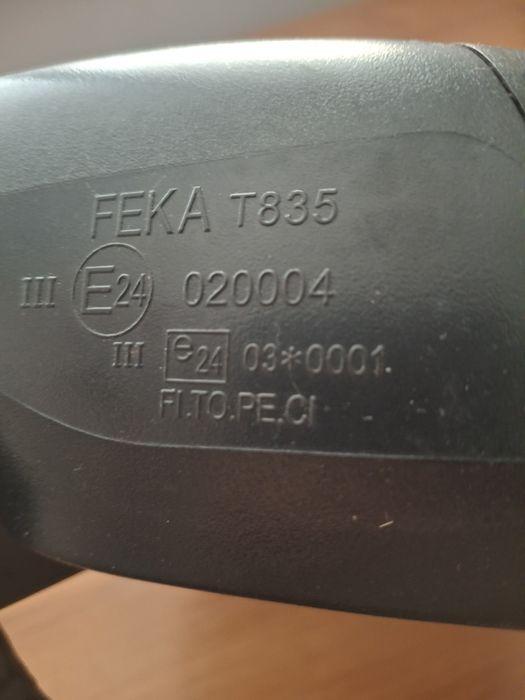 FEKA T835
III E24 020004
III e24 03*0001.
FI.TO.PE.CI